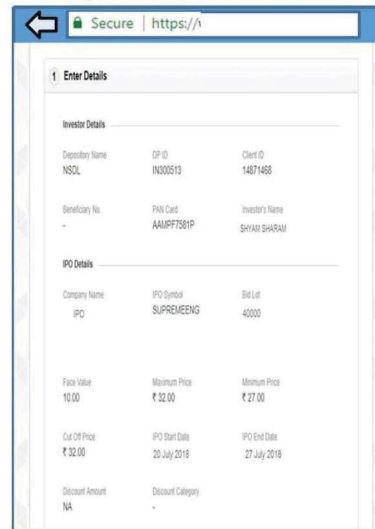 Secure | https://
1 Enter Details
Investor Details
Depository Name DP ID Client ID
NSDL IN300513 14871468
Beneficiary No. PAN Card Investor's Name
- AAMPF7581P SHYAM SHARAM
IPO Details
Company Name IPO Symbol Bid Lot
IPO SUPREMEENG 40000
Face Value Maximum Price Minimum Price
10.00 ₹ 32.00 ₹ 27.00
Cut Off Price IPO Start Date IPO End Date
₹ 32.00 20 July 2018 27 July 2018
Discount Amount Discount Category
NA -